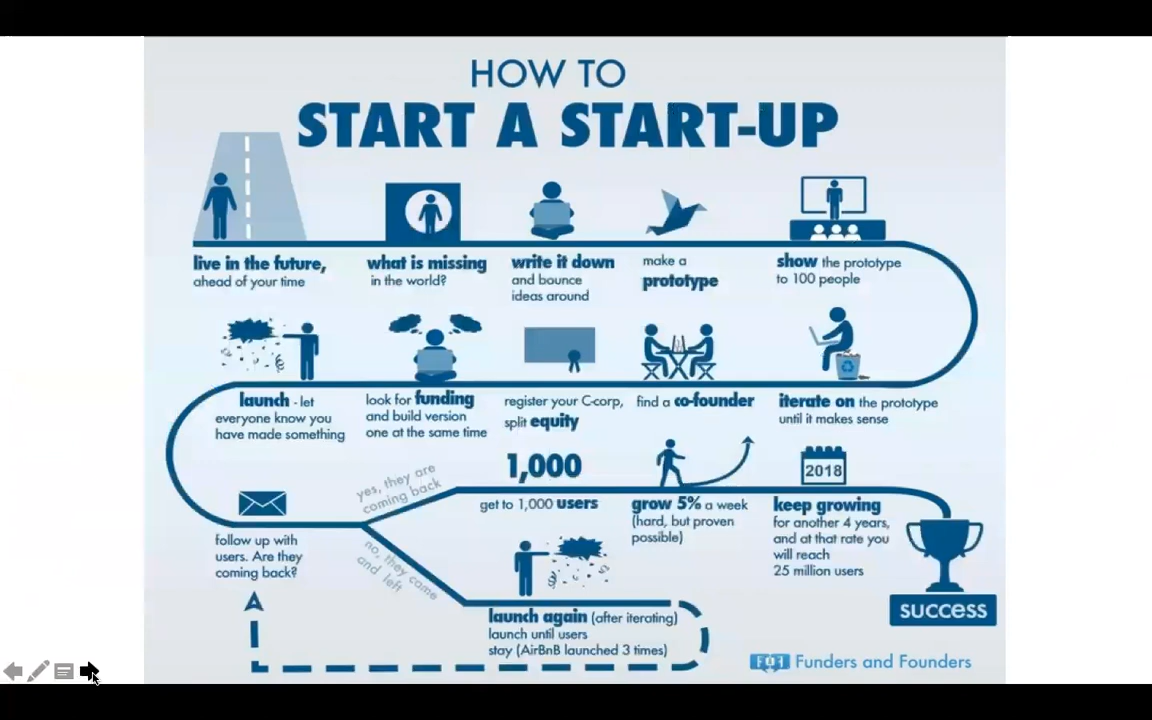 HOW TO
START A START-UP
live in the future,
ahead of your time
what is missing
in the world?
write it down
and bounce
ideas around
make a
prototype
show the prototype
to 100 people
launch - let
everyone know you
have made something
look for funding
and build version
one at the same time
register your C-corp,
split equity
find a co-founder
iterate on the prototype
until it makes sense
follow up with
users. Are they
coming back?
yes, they are
coming back
no, they came
and left
1,000
get to 1,000 users
grow 5% a week
(hard, but proven
possible)
2018
keep growing
for another 4 years,
and at that rate you
will reach
25 million users
launch again (after iterating)
launch until users
stay (AirBnB launched 3 times)
success
Funders and Founders